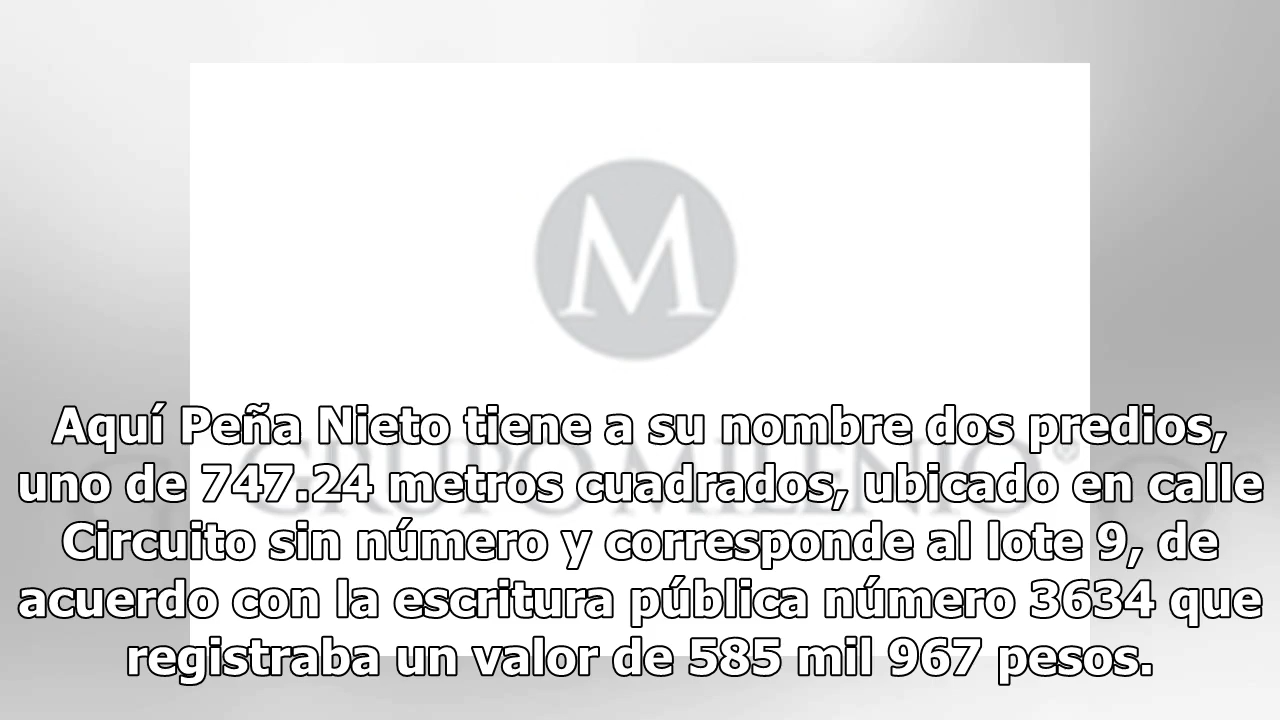 M
GRUPO MILENIO®
Aquí Peña Nieto tiene a su nombre dos predios,
uno de 747.24 metros cuadrados, ubicado en calle
Circuito sin número y corresponde al lote 9, de
acuerdo con la escritura pública número 3634 que
registraba un valor de 585 mil 967 pesos.